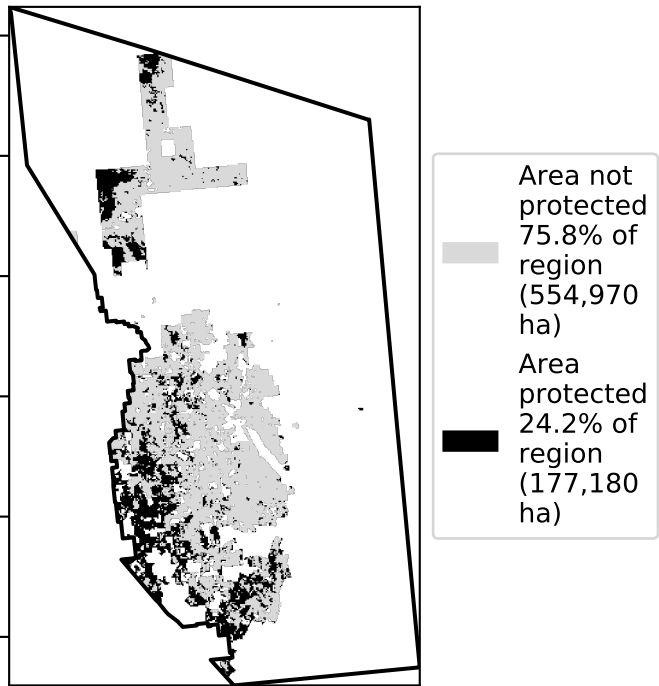 Area not
protected
75.8% of
region
(554,970
ha)
Area
protected
24.2% of
region
(177,180
ha)